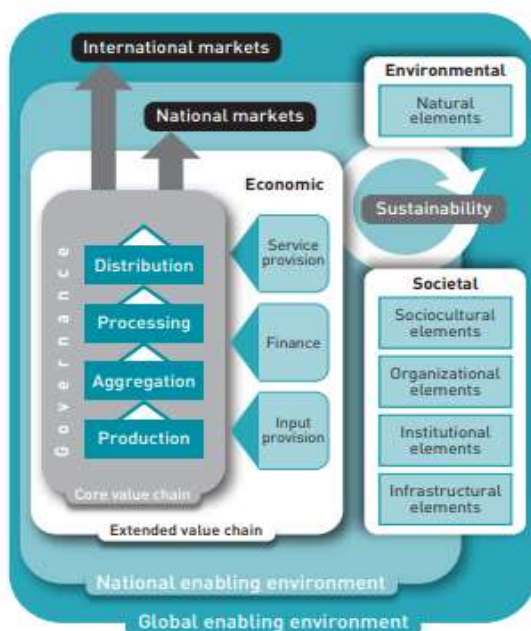 International markets
National markets
Environmental
Natural
elements
Sustainability
Economic
Governance
Distribution
Processing
Aggregation
Production
Service
provision
Finance
Input
provision
Core value chain
Extended value chain
Societal
Sociocultural
elements
Organizational
elements
Institutional
elements
Infrastructural
elements
National enabling environment
Global enabling environment